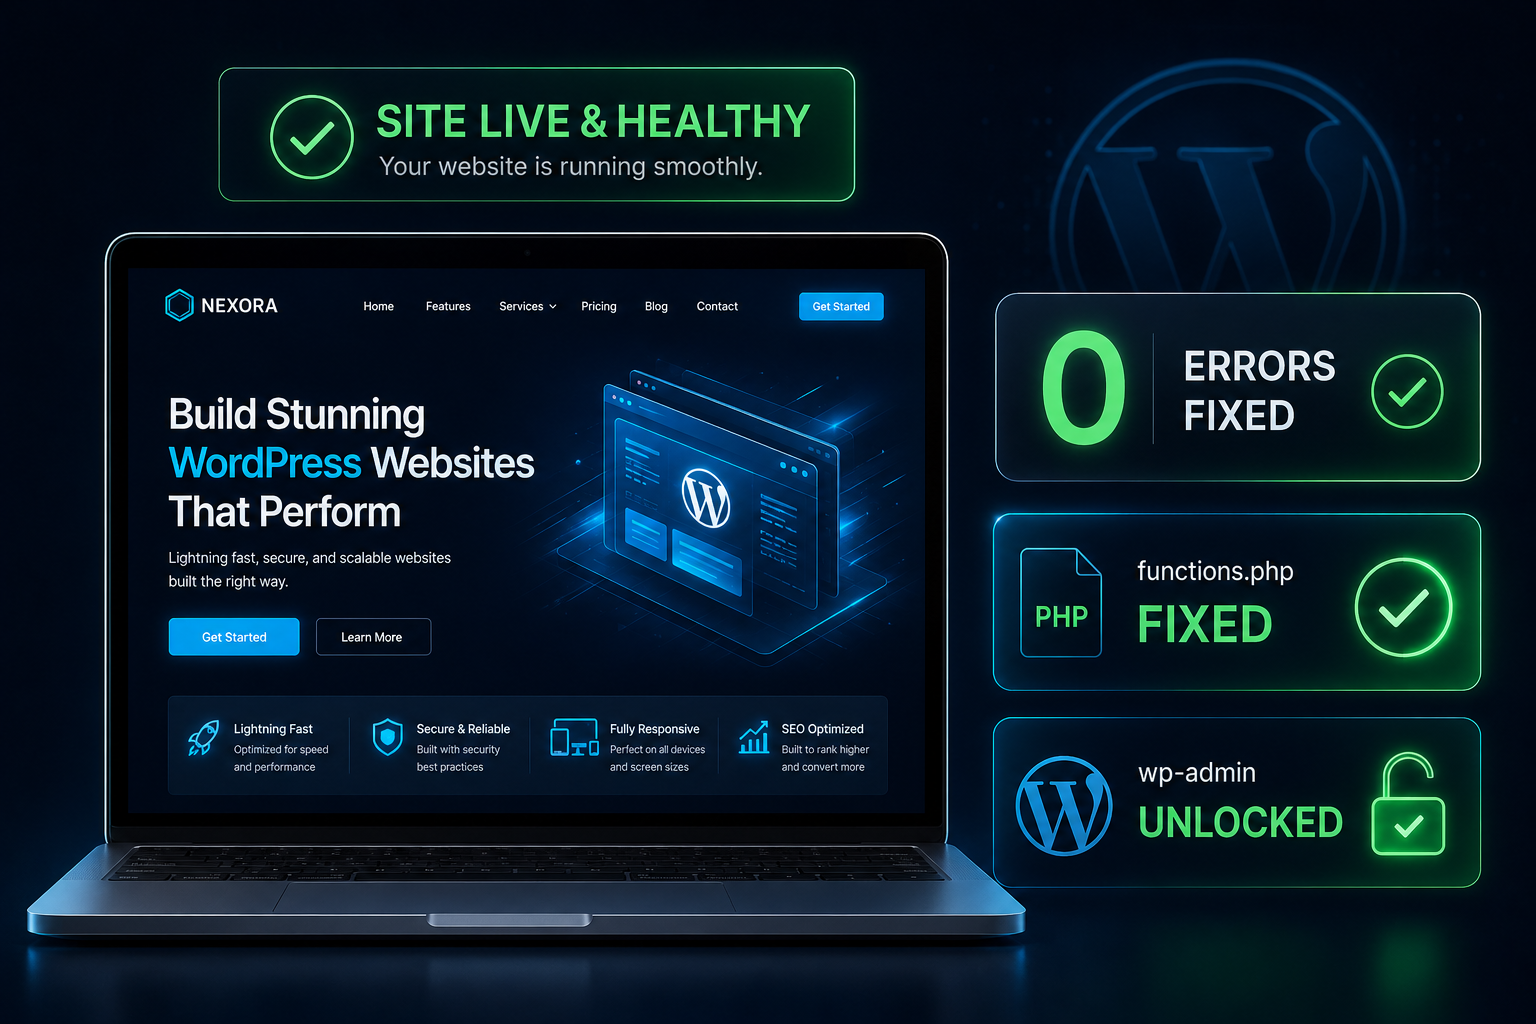 SITE LIVE & HEALTHY
Your website is running smoothly.
NEXORA
Home Features Services Pricing Blog Contact Get Started
Build Stunning
WordPress Websites
That Perform
Lightning fast, secure, and scalable websites
built the right way.
Get Started Learn More
Lightning Fast
Optimized for speed
and performance
Secure & Reliable
Built with security
best practices
Fully Responsive
Perfect on all devices
and screen sizes
SEO Optimized
Built to rank higher
and convert more
0 ERRORS
FIXED
PHP
functions.php
FIXED
wp-admin
UNLOCKED